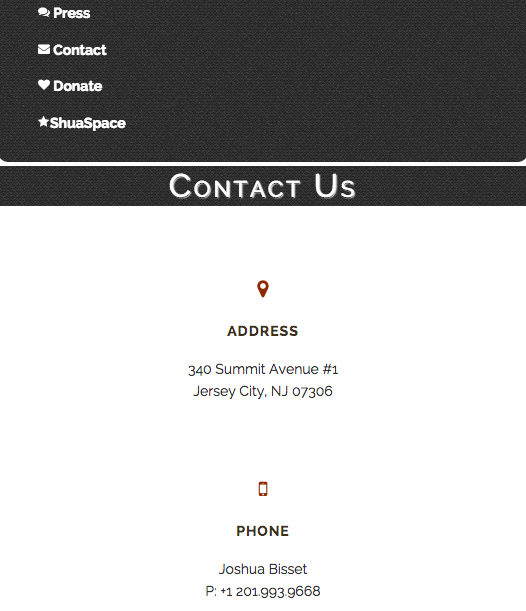 Press
Contact
Donate
ShuaSpace
Contact Us
ADDRESS
340 Summit Avenue #1
Jersey City, NJ 07306
PHONE
Joshua Bisset
P: +1 201.993.9668